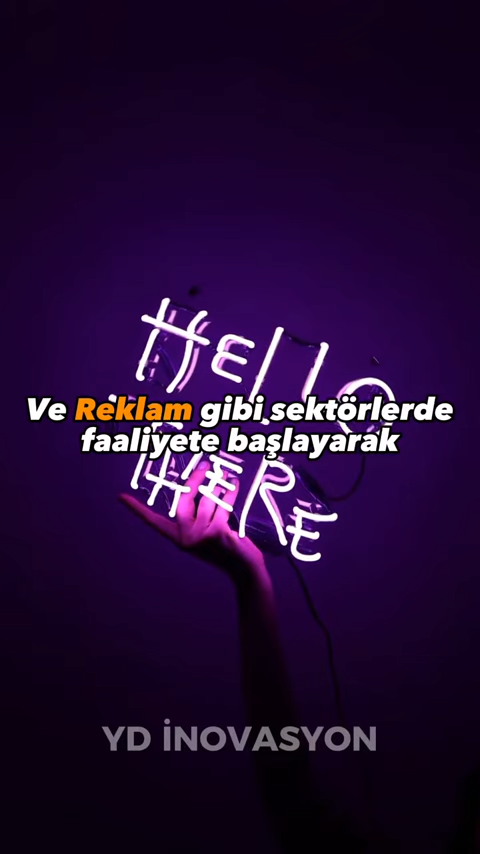 HELLO
Ve Reklam gibi sektörlerde
faaliyete başlayarak
THERE
YD İNOVASYON